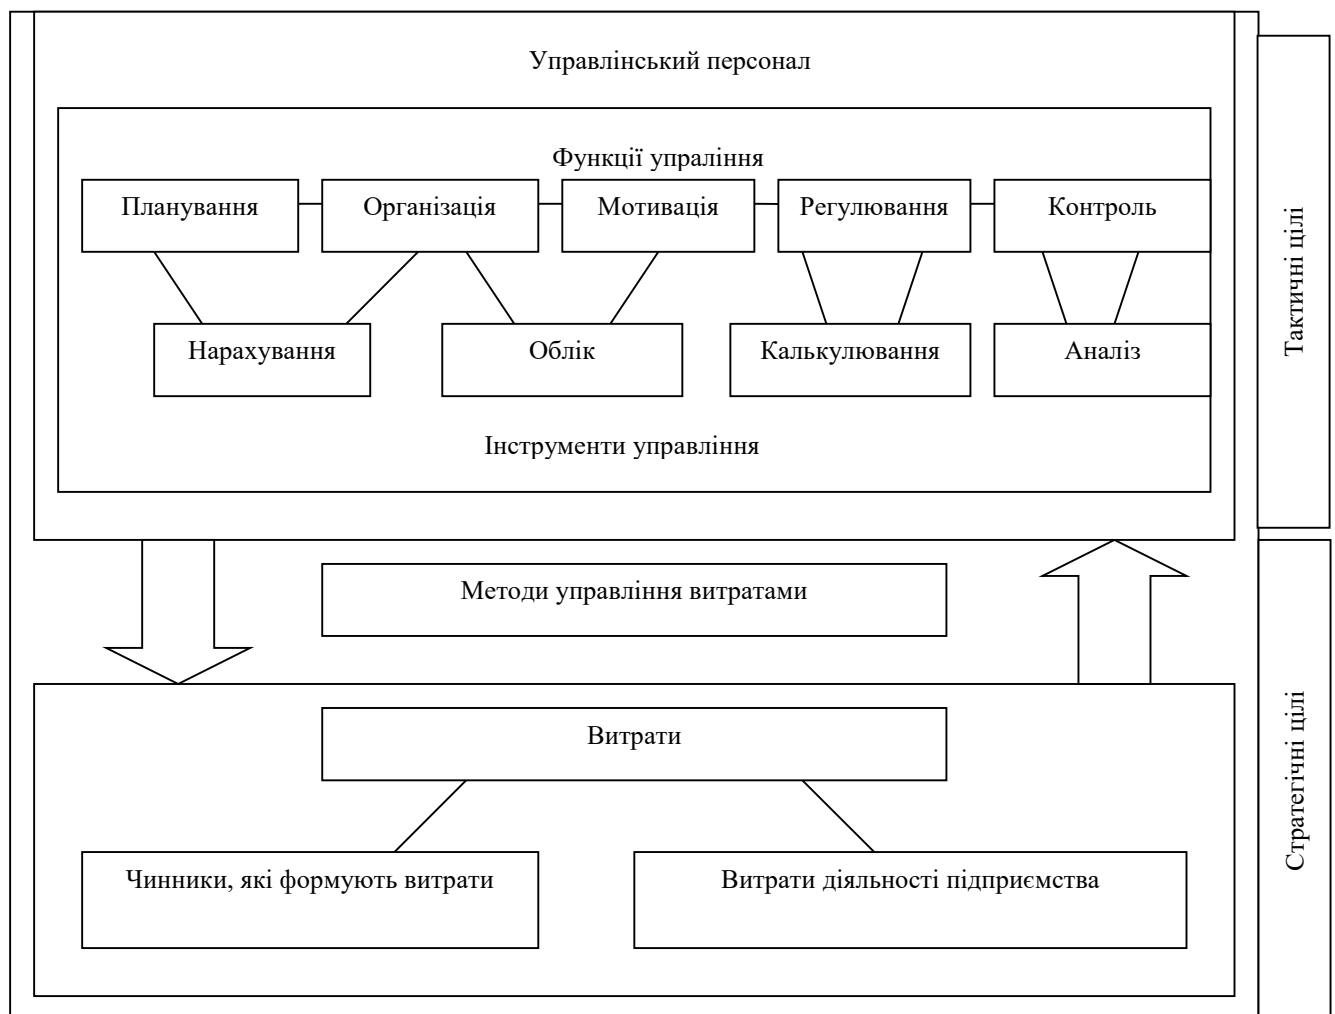 Управлінський персонал
Функції упраління
Планування
Організація
Мотивація
Регулювання
Контроль
Нарахування
Облік
Калькулювання
Аналіз
Інструменти управління
Тактичні цілі
Методи управління витратами
Витрати
Чинники, які формують витрати
Витрати діяльності підприємства
Стратегічні цілі